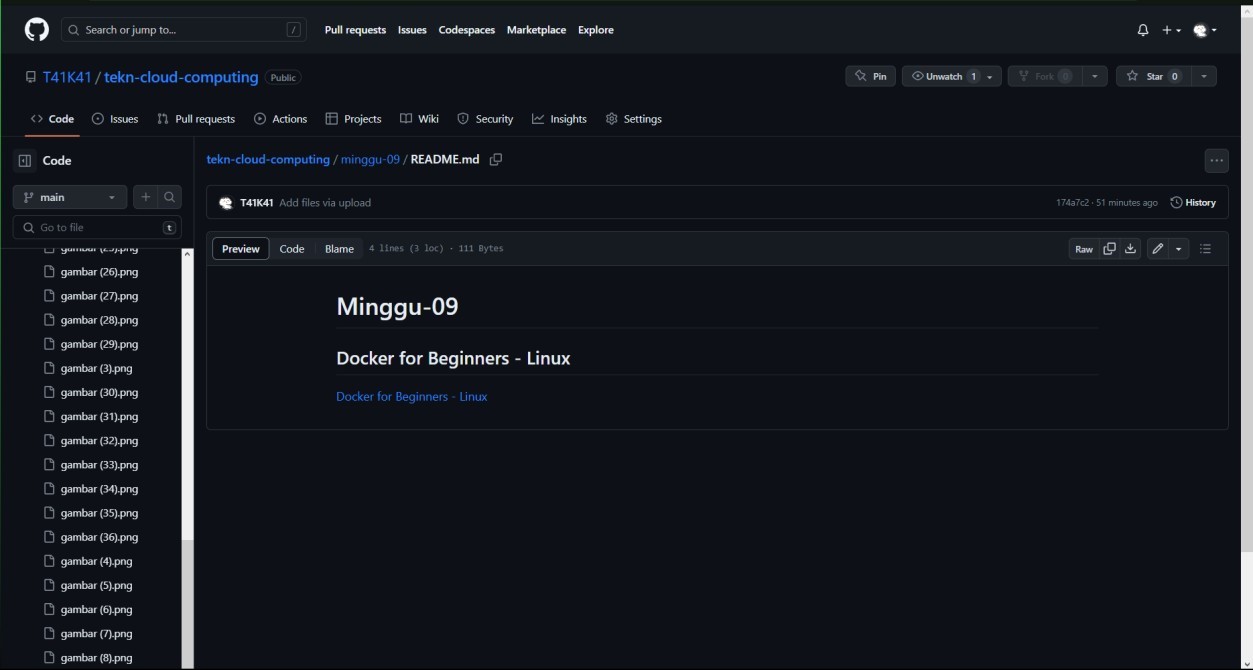 Search or jump to... /
Pull requests Issues Codespaces Marketplace Explore
T41K41 / tekn-cloud-computing Public
Pin Unwatch 1 Fork 0 Star 0
Code Issues Pull requests Actions Projects Wiki Security Insights Settings
Code
main
Go to file t
gambar (25).png
gambar (26).png
gambar (27).png
gambar (28).png
gambar (29).png
gambar (3).png
gambar (30).png
gambar (31).png
gambar (32).png
gambar (33).png
gambar (34).png
gambar (35).png
gambar (36).png
gambar (4).png
gambar (5).png
gambar (6).png
gambar (7).png
gambar (8).png
tekn-cloud-computing / minggu-09 / README.md
T41K41 Add files via upload 174a7c2 · 51 minutes ago History
Preview Code Blame 4 lines (3 loc) · 111 Bytes Raw
Minggu-09
Docker for Beginners - Linux
Docker for Beginners - Linux